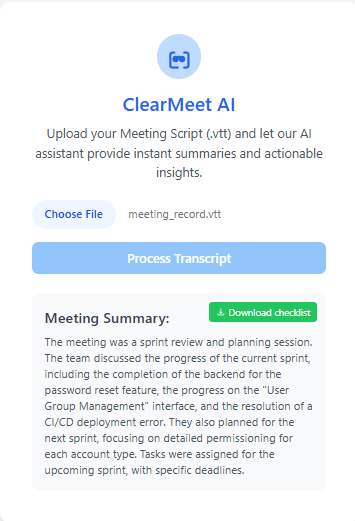 ClearMeet AI
Upload your Meeting Script (.vtt) and let our AI
assistant provide instant summaries and actionable
insights.
Choose File meeting_record.vtt
Process Transcript
Download checklist
Meeting Summary:
The meeting was a sprint review and planning session.
The team discussed the progress of the current sprint,
including the completion of the backend for the
password reset feature, the progress on the "User
Group Management" interface, and the resolution of a
CI/CD deployment error. They also planned for the
next sprint, focusing on detailed permissioning for
each account type. Tasks were assigned for the
upcoming sprint, with specific deadlines.